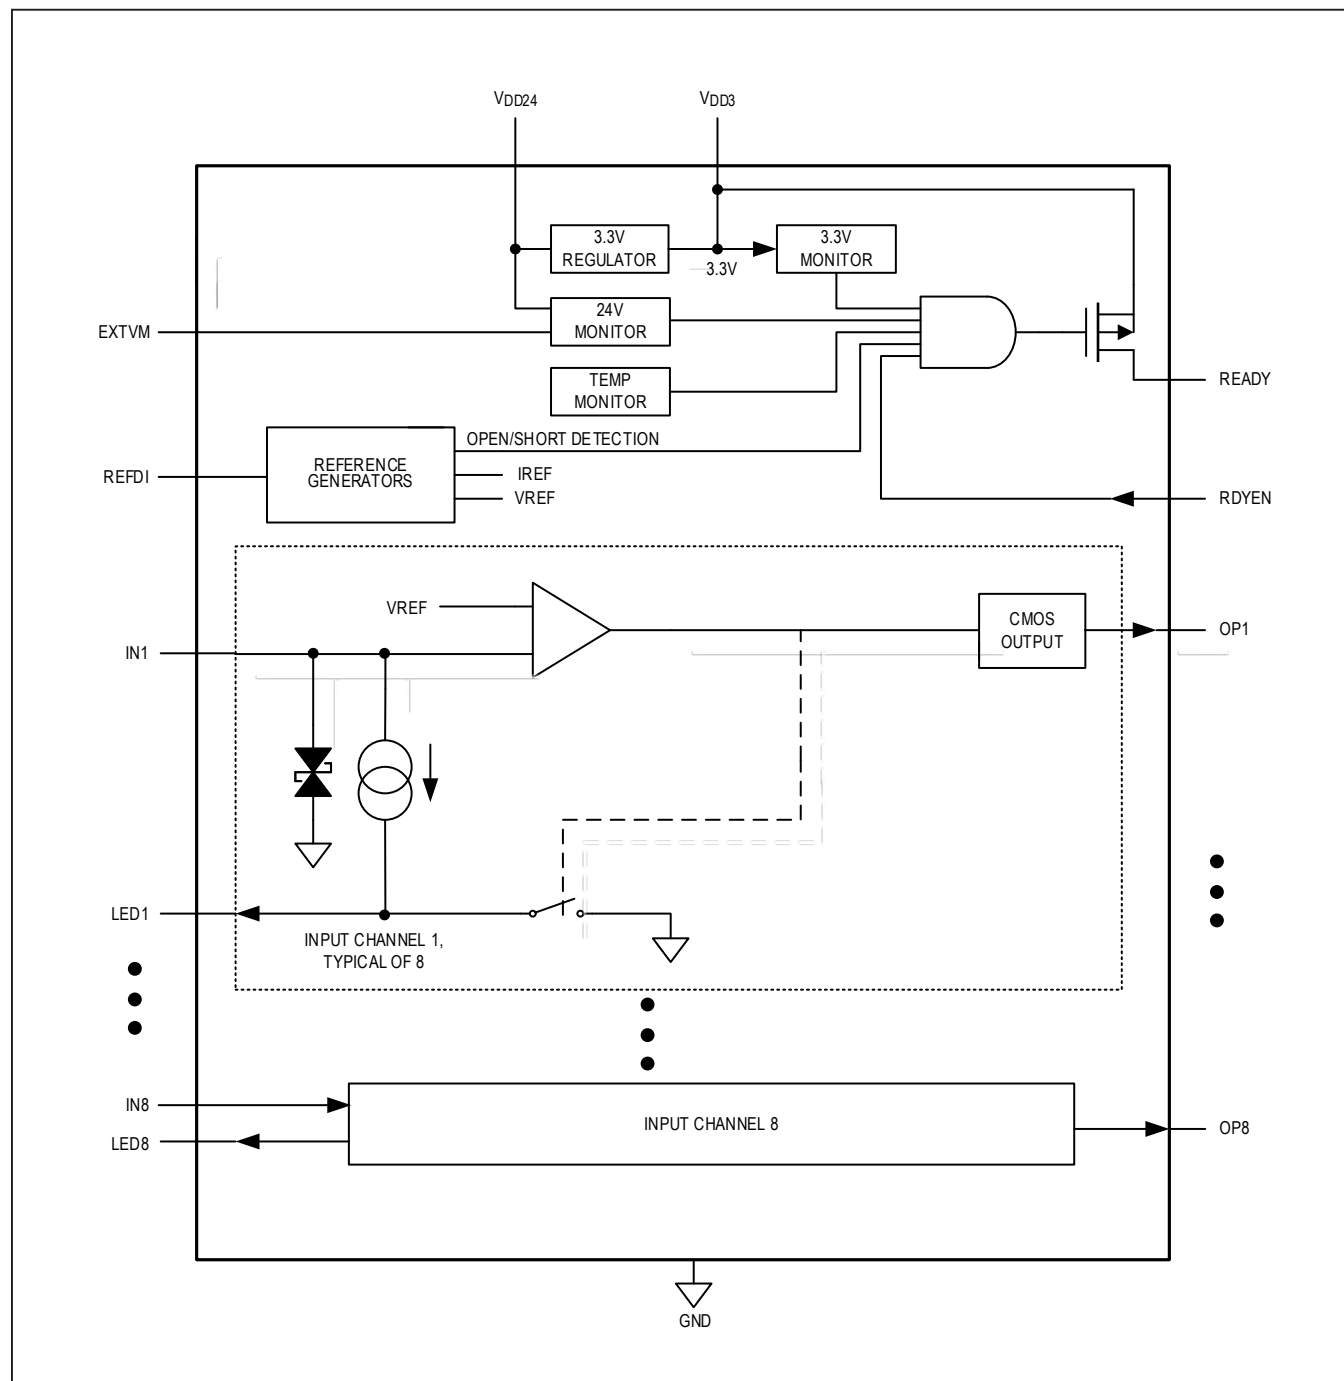 VDD24
VDD3
3.3V
REGULATOR
3.3V
3.3V
MONITOR
EXTVM
24V
MONITOR
TEMP
MONITOR
READY
OPEN/SHORT DETECTION
REFDI
REFERENCE
GENERATORS
IREF
VREF
RDYEN
VREF
CMOS
OUTPUT
IN1
OP1
LED1
INPUT CHANNEL 1,
TYPICAL OF 8
IN8
LED8
INPUT CHANNEL 8
OP8
GND